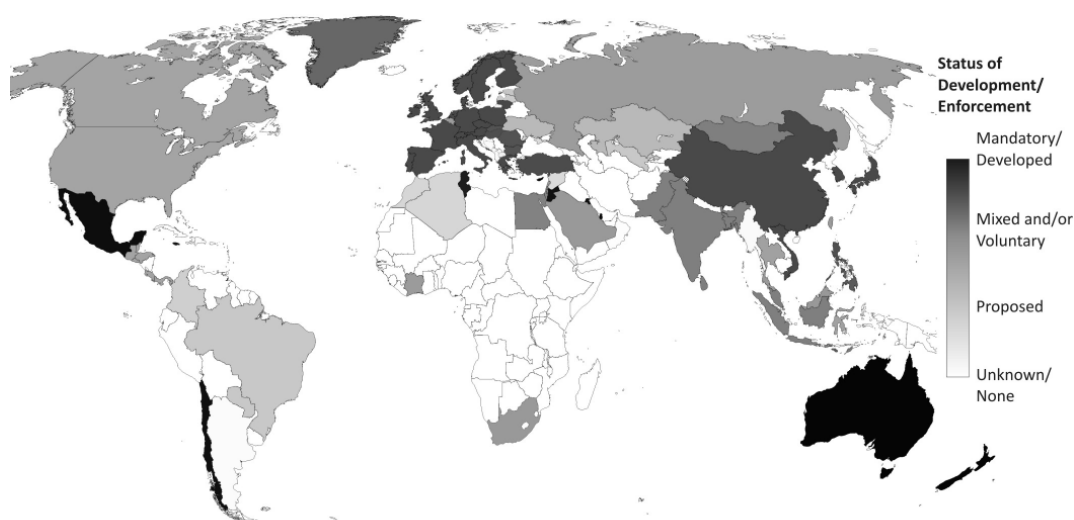 Status of
Development/
Enforcement
Mandatory/
Developed
Mixed and/or
Voluntary
Proposed
Unknown/
None